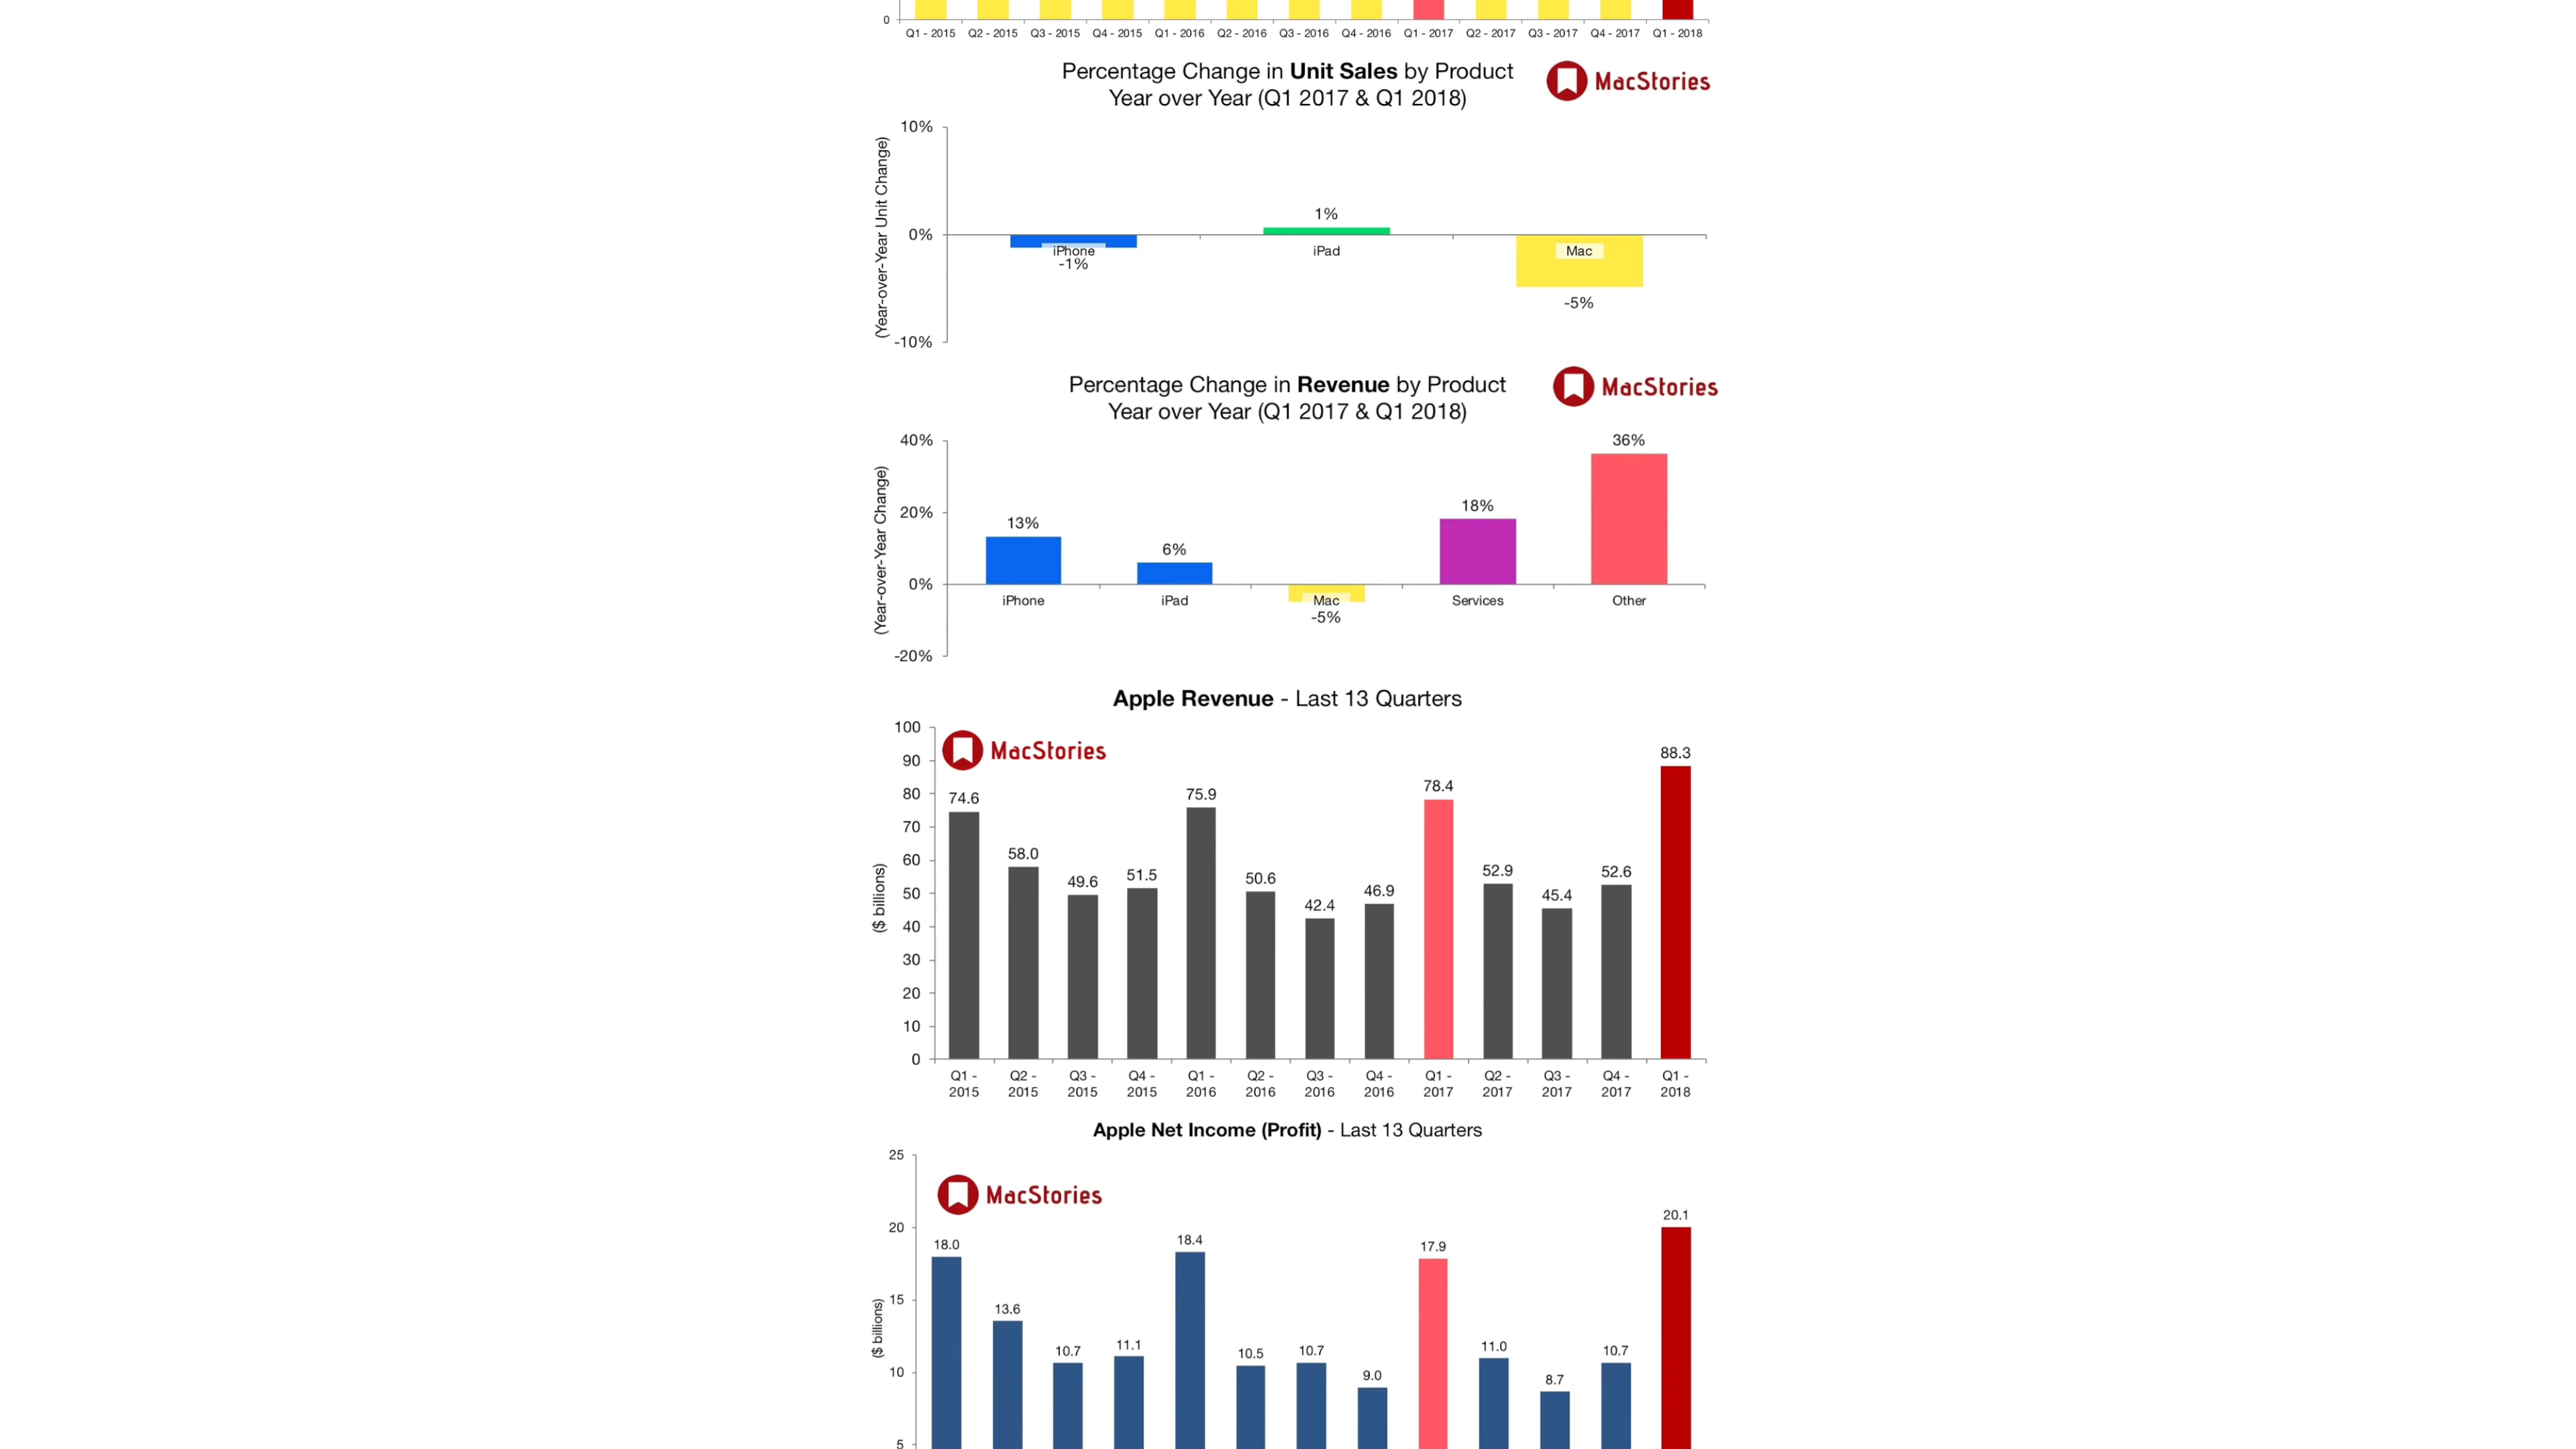 0
Q1 - 2015 Q2 - 2015 Q3 - 2015 Q4 - 2015 Q1 - 2016 Q2 - 2016 Q3 - 2016 Q4 - 2016 Q1 - 2017 Q2 - 2017 Q3 - 2017 Q4 - 2017 Q1 - 2018
Percentage Change in Unit Sales by Product
Year over Year (Q1 2017 & Q1 2018)
MacStories
(Year-over-Year Unit Change)
10%
1%
0%
iPhone iPad Mac
-1%
-5%
-10%
Percentage Change in Revenue by Product
Year over Year (Q1 2017 & Q1 2018)
MacStories
(Year-over-Year Change)
40%
36%
20%
18%
13%
6%
0%
iPhone iPad Mac Services Other
-5%
-20%
Apple Revenue - Last 13 Quarters
MacStories
($ billions)
100
90
80
70
60
50
40
30
20
10
0
74.6 58.0 49.6 51.5 75.9 50.6 42.4 46.9 78.4 52.9 45.4 52.6 88.3
Q1 - Q2 - Q3 - Q4 - Q1 - Q2 - Q3 - Q4 - Q1 - Q2 - Q3 - Q4 - Q1 -
2015 2015 2015 2015 2016 2016 2016 2016 2017 2017 2017 2017 2018
Apple Net Income (Profit) - Last 13 Quarters
MacStories
($ billions)
25
20
15
10
5
18.0 13.6 10.7 11.1 18.4 10.5 10.7 9.0 17.9 11.0 8.7 10.7 20.1